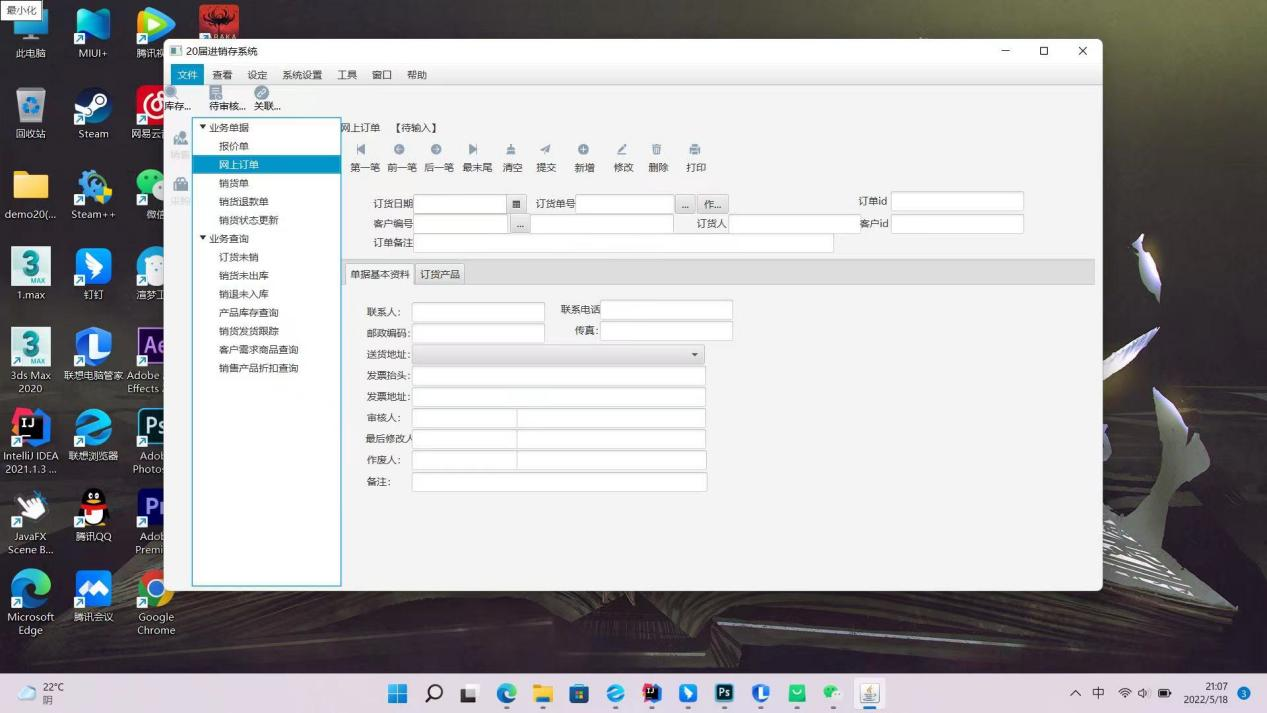 最小化
此电脑
MIUI+
20届进销存系统
文件 查看 设定 系统设置 工具 窗口 帮助
库存... 待审核... 关联...
回收站
Steam
demo20(...
Steam++
1.max
钉钉
3ds Max
2020
联想电脑管家
Adobe
Effects
IntelliJ IDEA
2021.1.3 ...
联想浏览器
JavaFX
Scene B...
腾讯QQ
Microsoft
Edge
腾讯会议
Google
Chrome
业务单据
报价单
网上订单
销货单
销货退款单
销货状态更新
业务查询
订货未销
销货未出库
销退未入库
产品库存查询
销货发货跟踪
客户需求商品查询
销售产品折扣查询
网上订单 【待输入】
第一笔 前一笔 后一笔 最末尾 清空 提交 新增 修改 删除 打印
订货日期 订货单号 ... 作... 订单id
客户编号 ... 订货人 客户id
订单备注
单据基本资料 订货产品
联系人: 联系电话
邮政编码: 传真:
送货地址:
发票抬头:
发票地址:
审核人:
最后修改人
作废人:
备注:
22°C
阴
中
21:07
2022/5/18
3